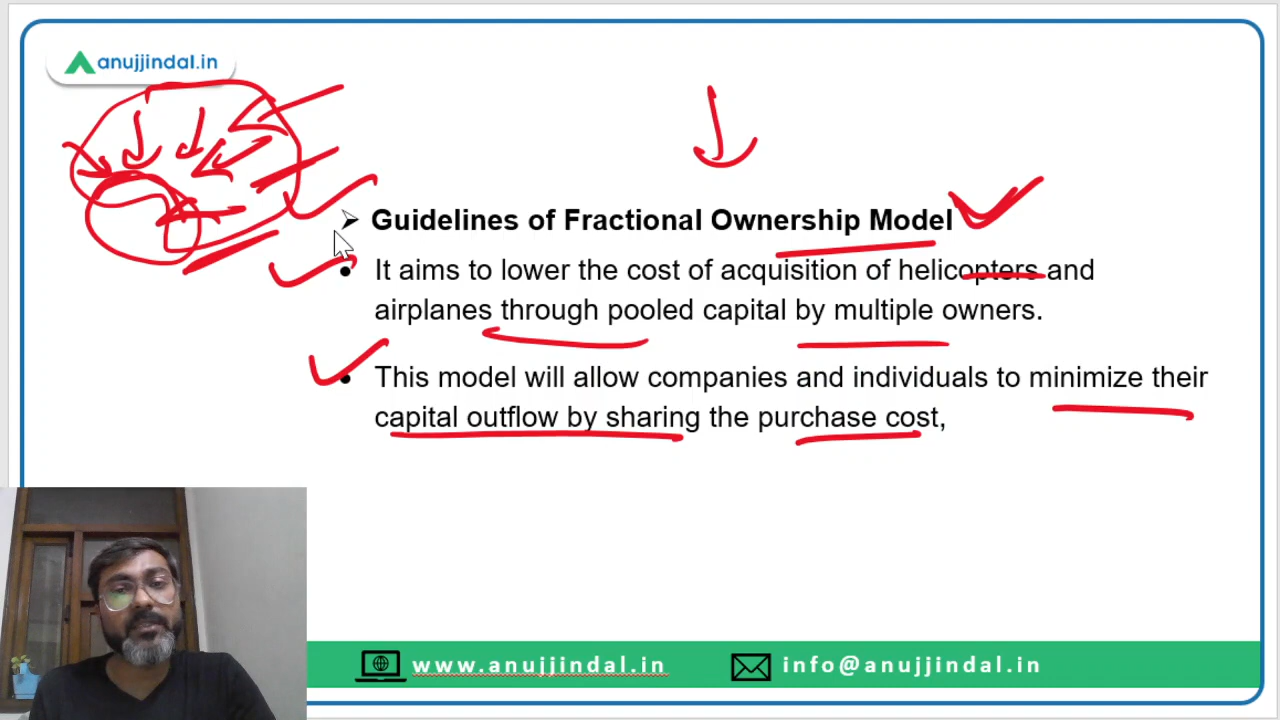 anujjindal.in
Guidelines of Fractional Ownership Model
It aims to lower the cost of acquisition of helicopters and
airplanes through pooled capital by multiple owners.
This model will allow companies and individuals to minimize their
capital outflow by sharing the purchase cost,
www.anujjindal.in info@anujjindal.in